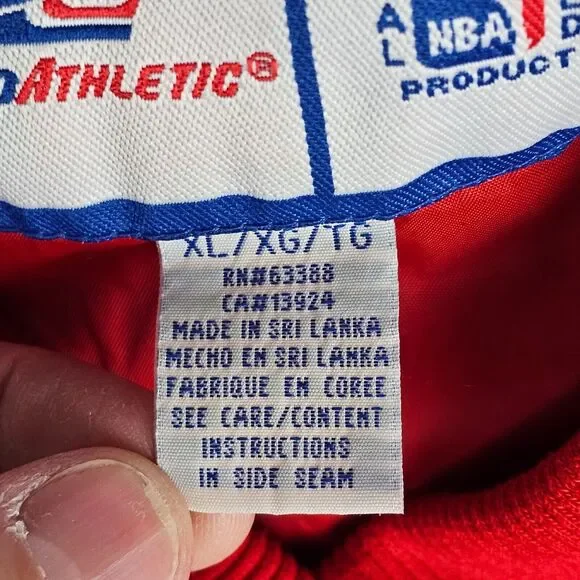 ATHLETIC®
NBA
PRODUCT
XL/XG/TG
RN#63388
CA#13924
MADE IN SRI LANKA
MECHO EN SRI LANKA
FABRIQUE EN COREE
SEE CARE/CONTENT
INSTRUCTIONS
IN SIDE SEAM